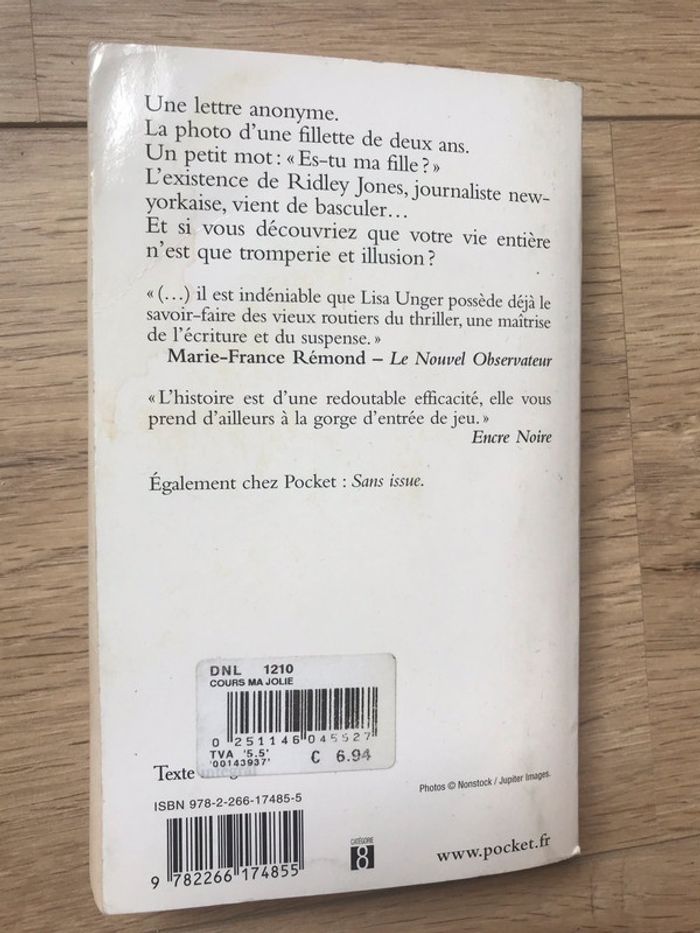 Une lettre anonyme.
La photo d'une fillette de deux ans.
Un petit mot : « Es-tu ma fille ? »
L'existence de Ridley Jones, journaliste new-
yorkaise, vient de basculer…
Et si vous découvriez que votre vie entière
n'est que tromperie et illusion ?
« (…) il est indéniable que Lisa Unger possède déjà le
savoir-faire des vieux routiers du thriller, une maîtrise
de l'écriture et du suspense. »
Marie-France Rémond – Le Nouvel Observateur
« L'histoire est d'une redoutable efficacité, elle vous
prend d'ailleurs à la gorge d'entrée de jeu. »
Encre Noire
Également chez Pocket : Sans issue.
DNL 1210
COURS MA JOLIE
0 251146 045527
TVA '5.5'
'00143937' € 6.94
Texte intégral
Photos © Nonstock / Jupiter Images.
ISBN 978-2-266-17485-5
9 782266 174855
CATÉGORIE
8
www.pocket.fr